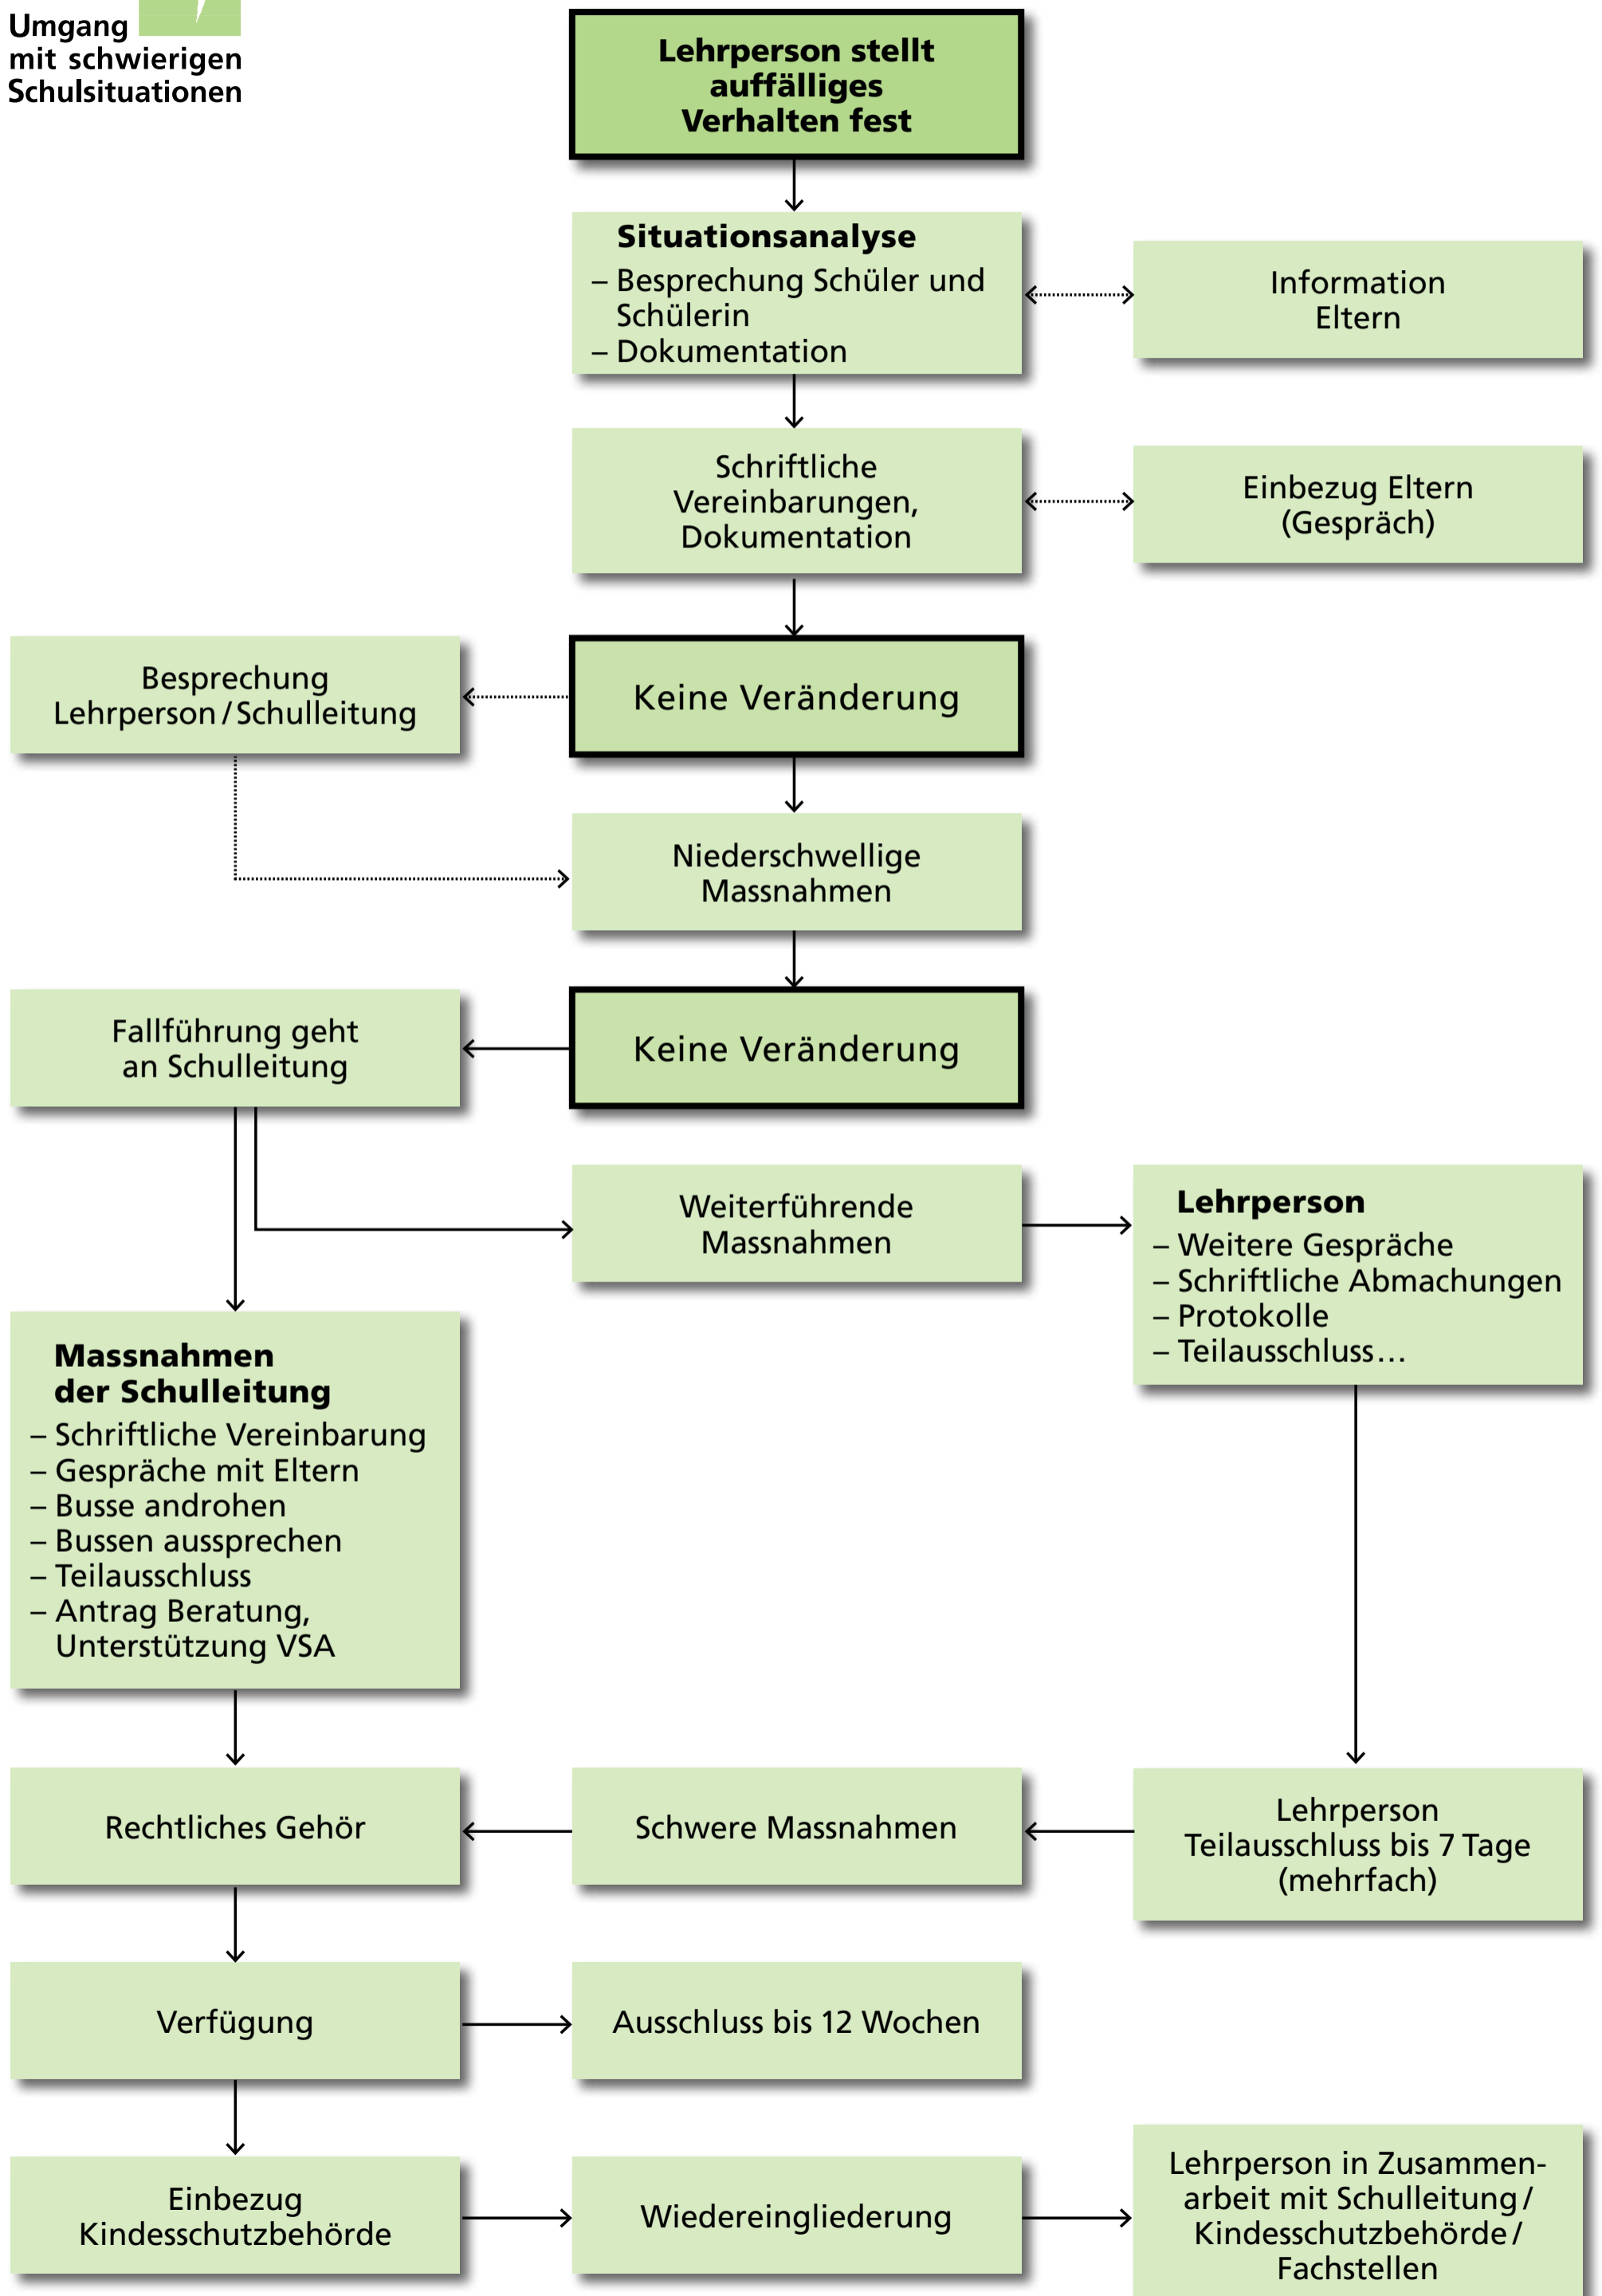 Umgang
mit schwierigen
Schulsituationen
Lehrperson stellt
auffälliges
Verhalten fest
Situationsanalyse
– Besprechung Schüler und
Schülerin
– Dokumentation
Information
Eltern
Schriftliche
Vereinbarungen,
Dokumentation
Einbezug Eltern
(Gespräch)
Besprechung
Lehrperson/Schulleitung
Keine Veränderung
Niederschwellige
Massnahmen
Fallführung geht
an Schulleitung
Keine Veränderung
Weiterführende
Massnahmen
Lehrperson
– Weitere Gespräche
– Schriftliche Abmachungen
– Protokolle
– Teilausschluss…
Massnahmen
der Schulleitung
– Schriftliche Vereinbarung
– Gespräche mit Eltern
– Busse androhen
– Bussen aussprechen
– Teilausschluss
– Antrag Beratung,
Unterstützung VSA
Rechtliches Gehör
Schwere Massnahmen
Lehrperson
Teilausschluss bis 7 Tage
(mehrfach)
Verfügung
Ausschluss bis 12 Wochen
Einbezug
Kindesschutzbehörde
Wiedereingliederung
Lehrperson in Zusammen-
arbeit mit Schulleitung/
Kindesschutzbehörde/
Fachstellen